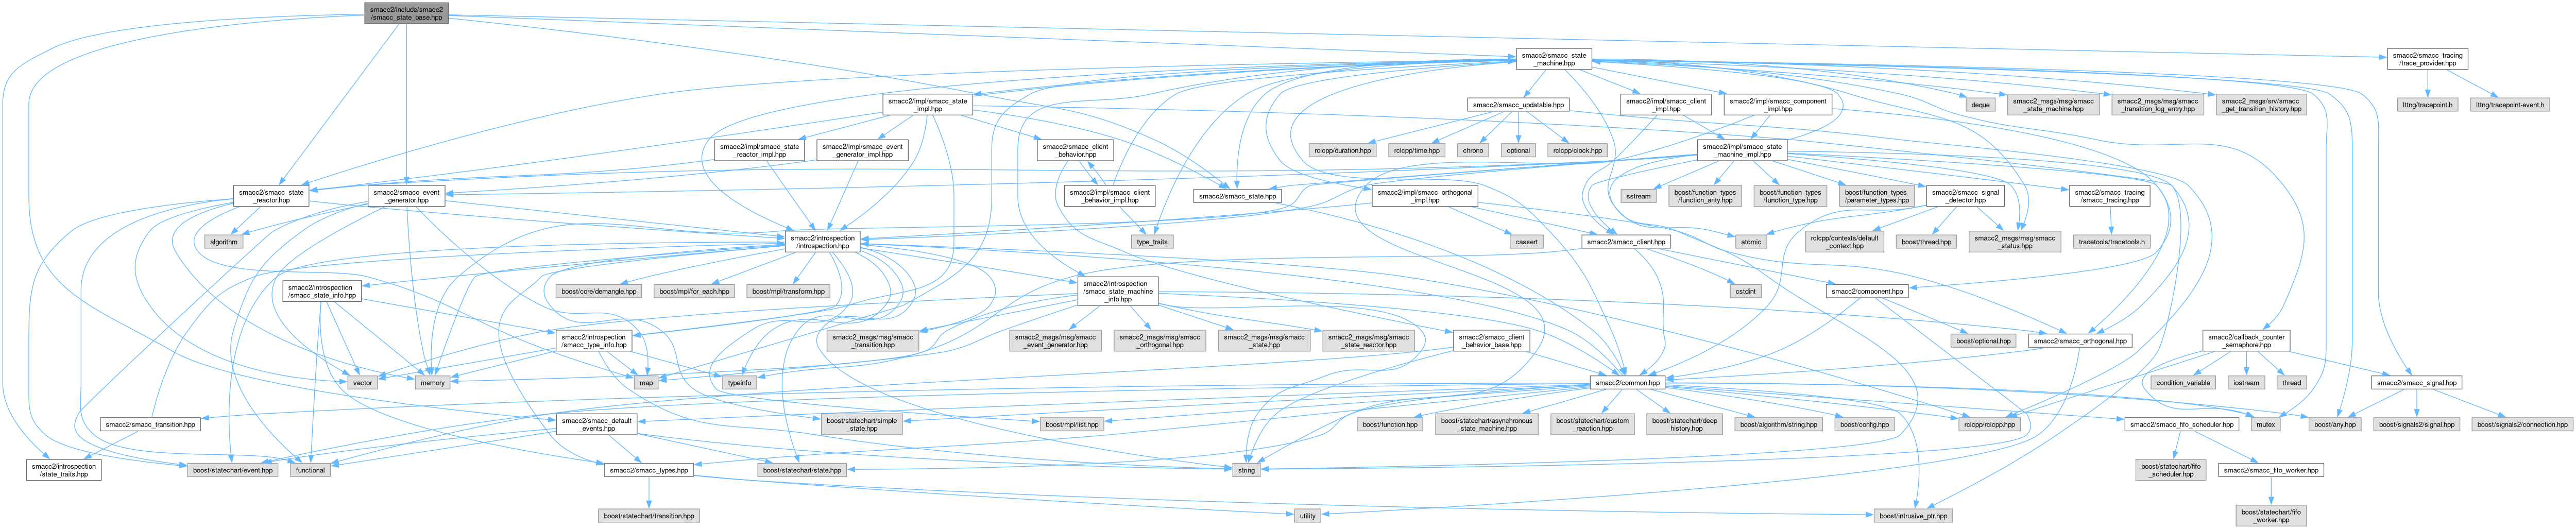 smacc2/include/smacc2
/smacc_state_base.hpp
smacc2/smacc_state
_machine.hpp
smacc2/smacc_tracing
/trace_provider.hpp
smacc2/impl/smacc_state
_impl.hpp
smacc2/smacc_updatable.hpp
smacc2/impl/smacc_client
_impl.hpp
smacc2/impl/smacc_component
_impl.hpp
deque
smacc2_msgs/msg/smacc
_state_machine.hpp
smacc2_msgs/msg/smacc
_transition_log_entry.hpp
smacc2_msgs/srv/smacc
_get_transition_history.hpp
lttng/tracepoint.h
lttng/tracepoint-event.h
smacc2/impl/smacc_state
_reactor_impl.hpp
smacc2/impl/smacc_event
_generator_impl.hpp
smacc2/smacc_client
_behavior.hpp
rclcpp/duration.hpp
rclcpp/time.hpp
chrono
optional
rclcpp/clock.hpp
smacc2/impl/smacc_state
_machine_impl.hpp
smacc2/smacc_state
_reactor.hpp
smacc2/smacc_event
_generator.hpp
smacc2/impl/smacc_client
_behavior_impl.hpp
smacc2/smacc_state.hpp
smacc2/impl/smacc_orthogonal
_impl.hpp
sstream
boost/function_types
/function_arity.hpp
boost/function_types
/function_type.hpp
boost/function_types
/parameter_types.hpp
smacc2/smacc_signal
_detector.hpp
smacc2/smacc_tracing
/smacc_tracing.hpp
algorithm
smacc2/introspection
/introspection.hpp
type_traits
cassert
smacc2/smacc_client.hpp
atomic
rclcpp/contexts/default
_context.hpp
boost/thread.hpp
smacc2_msgs/msg/smacc
_status.hpp
tracetools/tracetools.h
smacc2/introspection
/smacc_state_info.hpp
boost/core/demangle.hpp
boost/mpl/for_each.hpp
boost/mpl/transform.hpp
smacc2/introspection
/smacc_state_machine
_info.hpp
cstdint
smacc2/component.hpp
smacc2/introspection
/smacc_type_info.hpp
smacc2_msgs/msg/smacc
_transition.hpp
smacc2_msgs/msg/smacc
_event_generator.hpp
smacc2_msgs/msg/smacc
_orthogonal.hpp
smacc2_msgs/msg/smacc
_state.hpp
smacc2_msgs/msg/smacc
_state_reactor.hpp
smacc2/smacc_client
_behavior_base.hpp
boost/optional.hpp
smacc2/smacc_orthogonal.hpp
smacc2/callback_counter
_semaphore.hpp
vector
memory
map
typeinfo
smacc2/common.hpp
condition_variable
iostream
thread
smacc2/smacc_signal.hpp
smacc2/smacc_transition.hpp
smacc2/smacc_default
_events.hpp
boost/statechart/simple
_state.hpp
boost/mpl/list.hpp
boost/function.hpp
boost/statechart/asynchronous
_state_machine.hpp
boost/statechart/custom
_reaction.hpp
boost/statechart/deep
_history.hpp
boost/algorithm/string.hpp
boost/config.hpp
rclcpp/rclcpp.hpp
smacc2/smacc_fifo_scheduler.hpp
mutex
boost/any.hpp
boost/signals2/signal.hpp
boost/signals2/connection.hpp
smacc2/introspection
/state_traits.hpp
boost/statechart/event.hpp
functional
smacc2/smacc_types.hpp
boost/statechart/state.hpp
string
boost/statechart/fifo
_scheduler.hpp
smacc2/smacc_fifo_worker.hpp
boost/statechart/transition.hpp
utility
boost/intrusive_ptr.hpp
boost/statechart/fifo
_worker.hpp